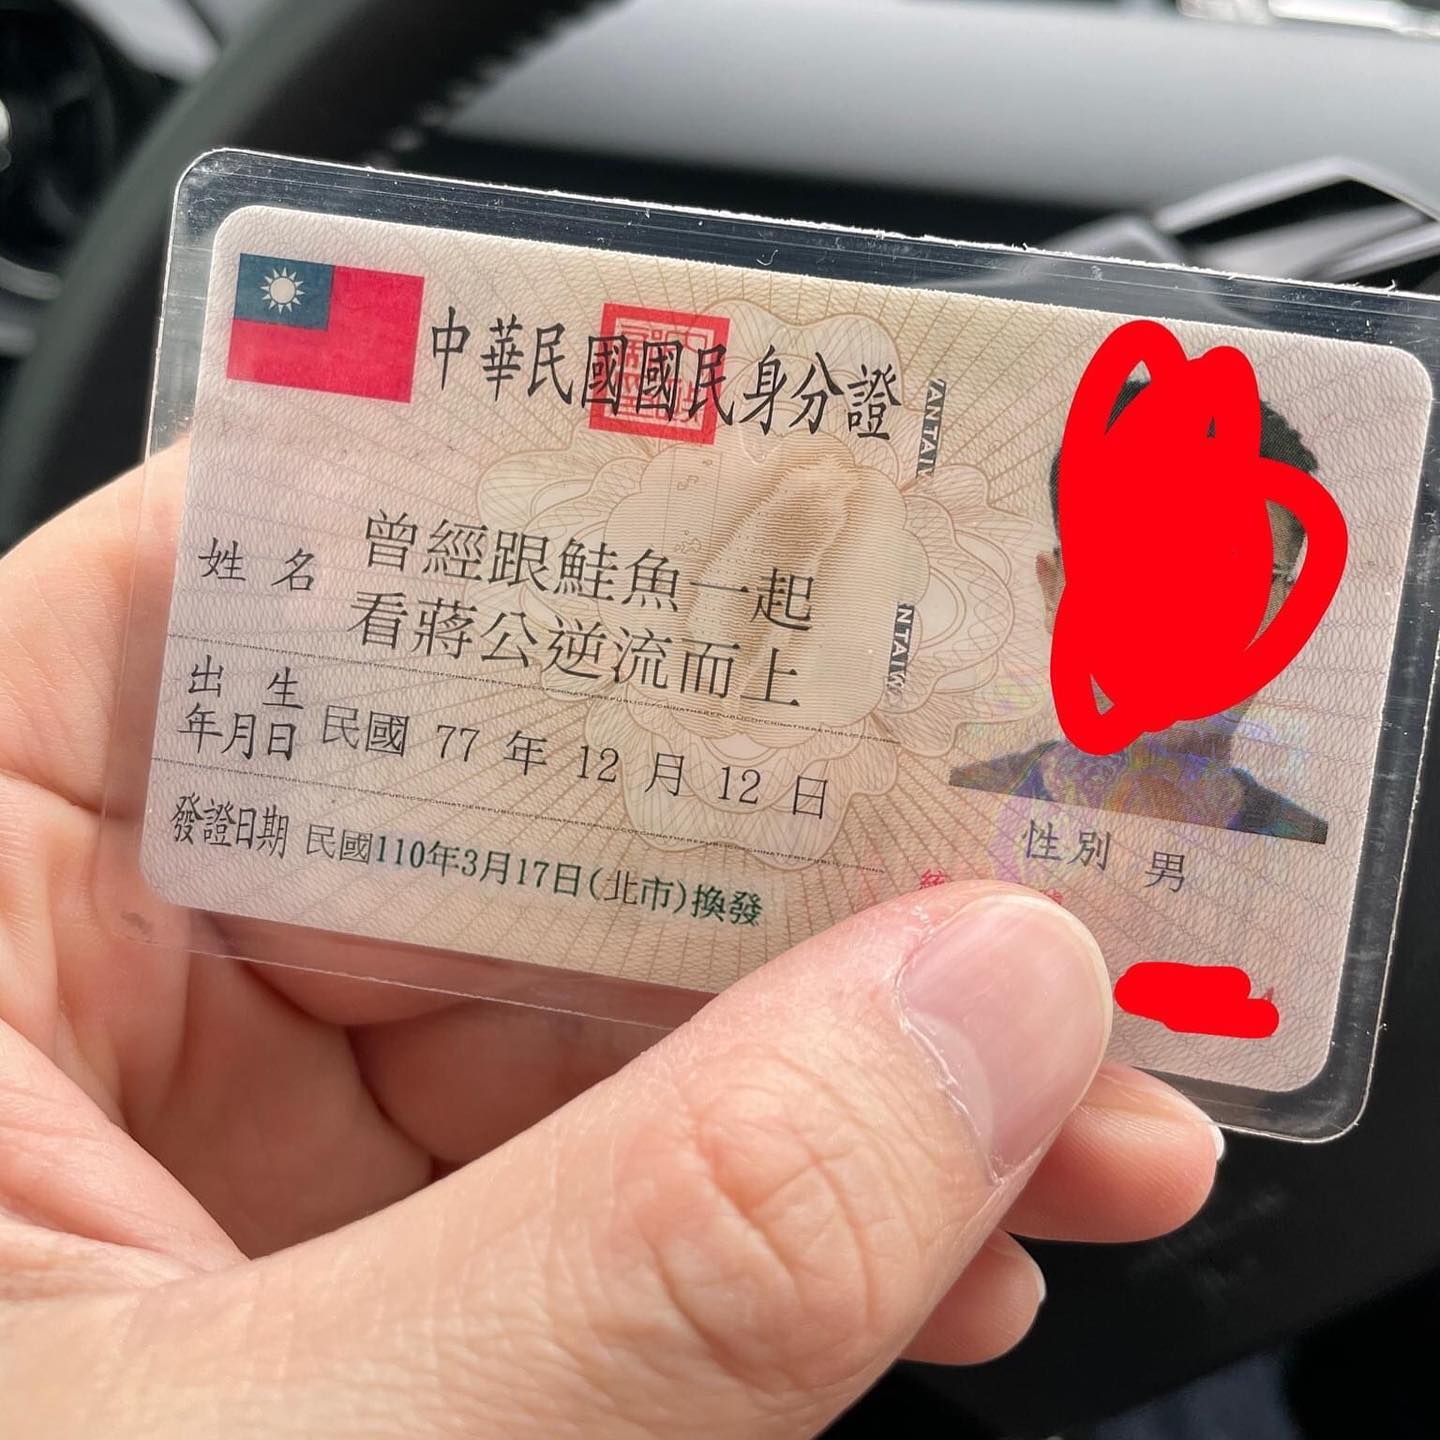 中華民國國民身分證
姓名 曾經跟鮭魚一起
看蔣公逆流而上
出生
年月日 民國 77 年 12 月 12 日
性別 男
發證日期 民國110年3月17日(北市)換發
統